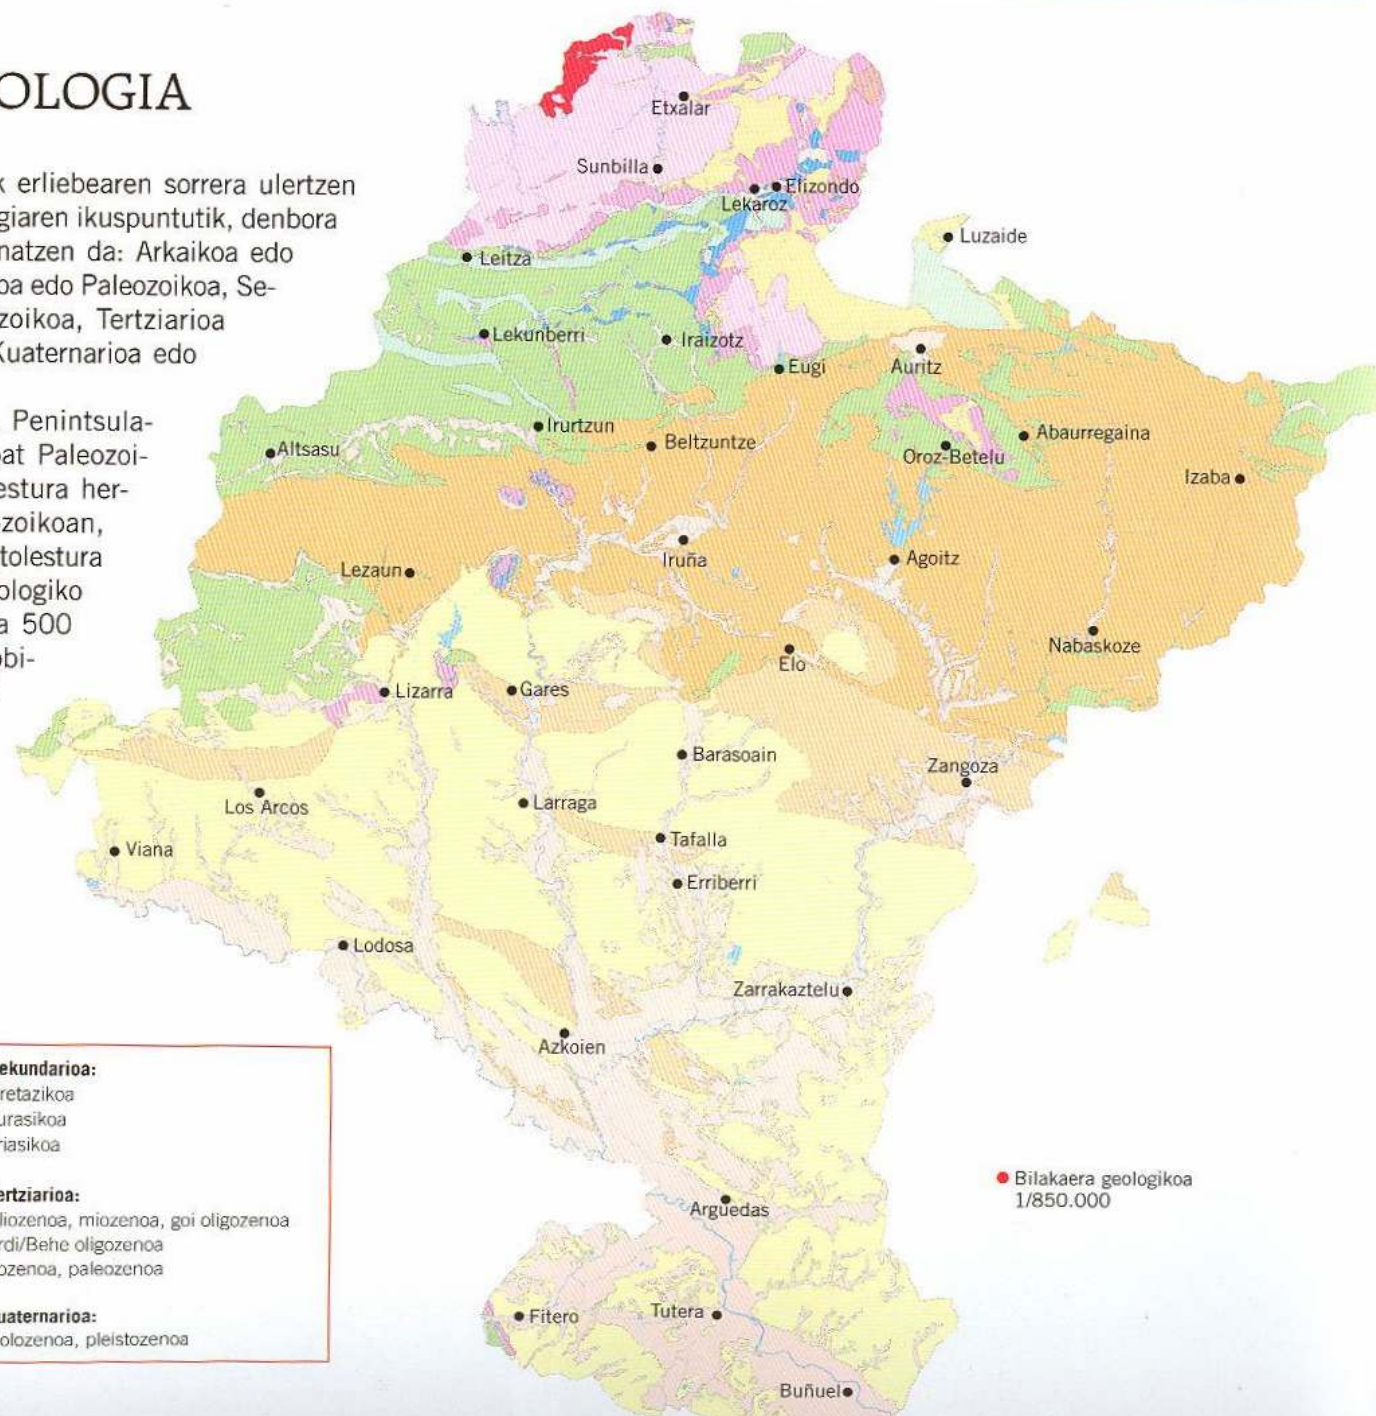 OLOGIA
k erliebearen sorrera ulertzen
giaren ikuspuntutik, denbora
natzen da: Arkaikoa edo
oa edo Paleozoikoa, Se-
zoikoa, Tertziarioa
Kuaternarioa edo
Penintsula-
bat Paleozoi-
estura her-
zoikoan,
tolestura
ologiko
a 500
obi-
Etxalar
Sunbilla
Elizondo
Lekaroz
Luzaide
Leitza
Lekunberri
Iraizotz
Eugi
Auritz
Irurtzun
Beltzuntze
Abaurregaina
Altsasu
Oroz-Betelu
Izaba
Iruña
Agoitz
Lezaun
Nabaskoze
Elo
Lizarra
Gares
Barasoain
Zangoza
Los Arcos
Larraga
Tafalla
Viana
Erriberri
Lodosa
Zarrakaztelu
Azkoien
Arguedas
Fitero
Tutera
Buñuel
ekundarioa:
retazikoa
urasikoa
riasikoa
ertziarioa:
liozenoa, miozenoa, goi oligozenoa
rdi/Behe oligozenoa
ozenoa, paleozenoa
uaternarioa:
olozenoa, pleistozenoa
Bilakaera geologikoa
1/850.000